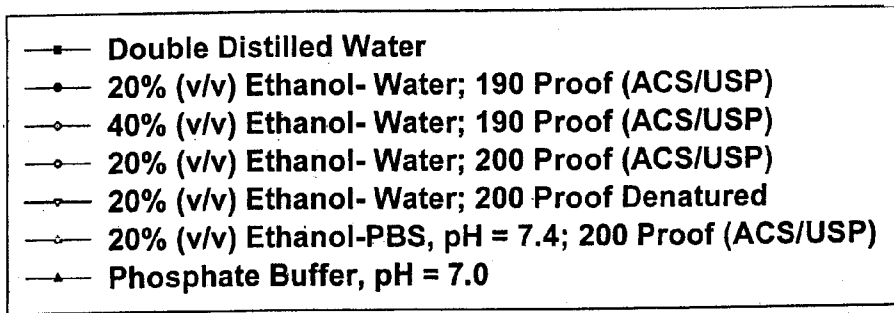 Double Distilled Water
20% (v/v) Ethanol- Water; 190 Proof (ACS/USP)
40% (v/v) Ethanol- Water; 190 Proof (ACS/USP)
20% (v/v) Ethanol- Water; 200 Proof (ACS/USP)
20% (v/v) Ethanol- Water; 200 Proof Denatured
20% (v/v) Ethanol-PBS, pH = 7.4; 200 Proof (ACS/USP)
Phosphate Buffer, pH = 7.0